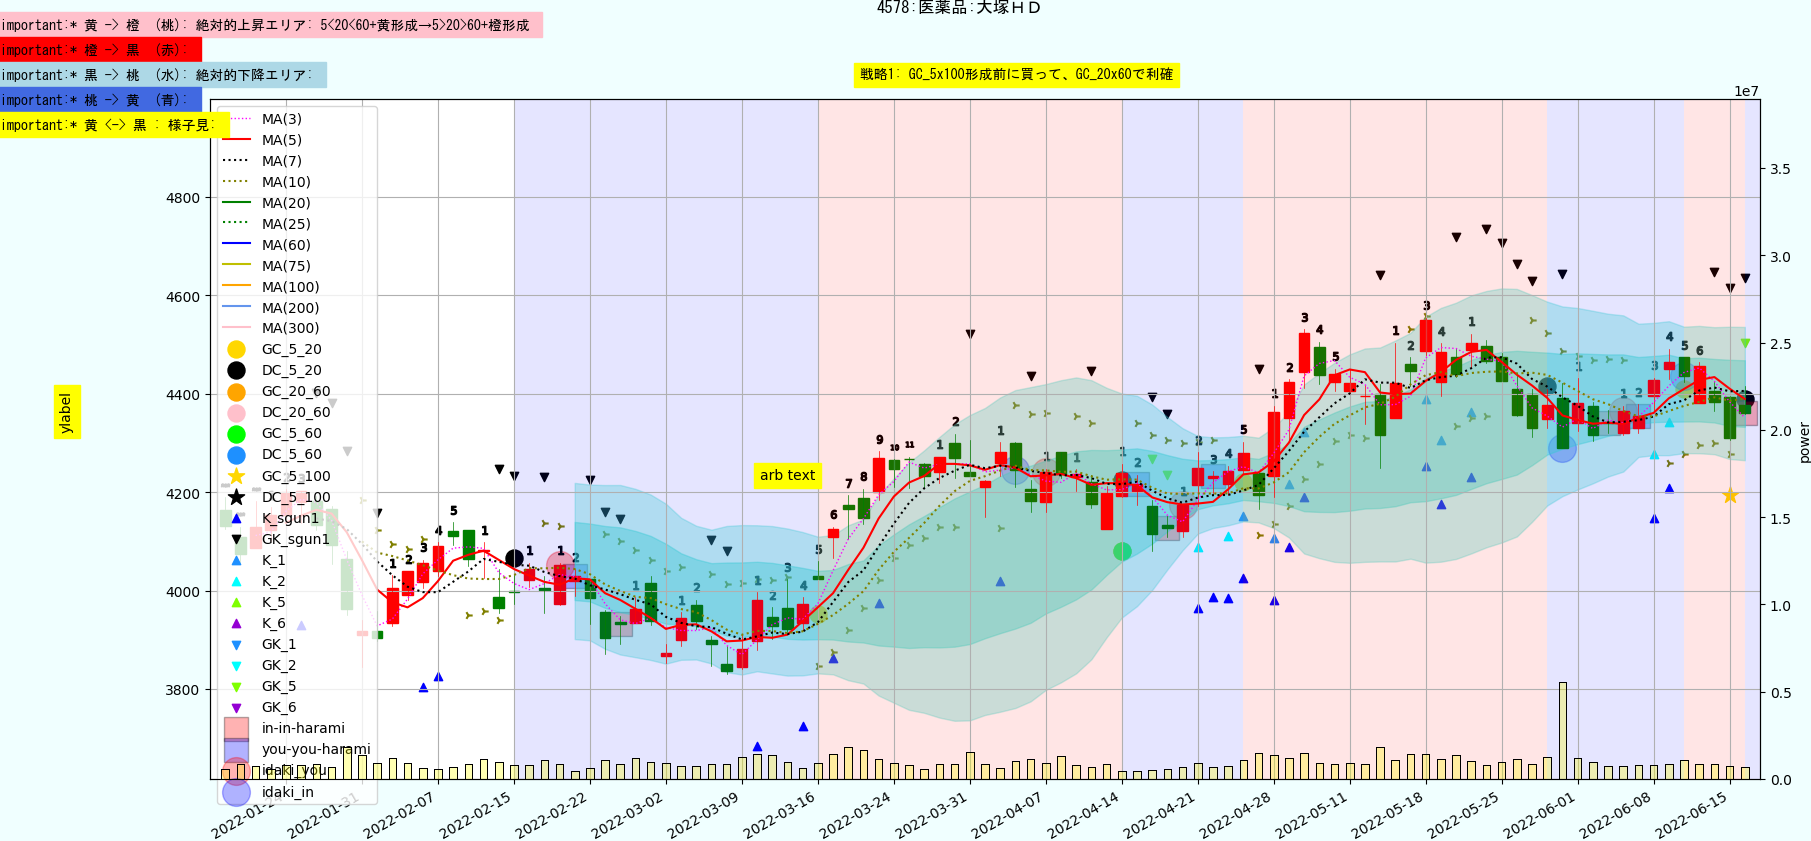 4578:医薬品:大塚ＨＤ
important:* 黄 -> 橙 （桃）: 絶対的上昇エリア: 5<20<60+黄形成→5>20>60+橙形成
important:* 橙 -> 黒 （赤）:
important:* 黒 -> 桃 （水）: 絶対的下降エリア:
important:* 桃 -> 黄 （青）:
important:* 黄 <-> 黒 : 様子見:
戦略1: GC_5x100形成前に買って、GC_20x60で利確
1e7
MA(3)
MA(5)
MA(7)
MA(10)
MA(20)
MA(25)
MA(60)
MA(75)
MA(100)
MA(200)
MA(300)
GC_5_20
DC_5_20
GC_20_60
DC_20_60
GC_5_60
DC_5_60
GC_5_100
DC_5_100
K_sgun1
GK_sgun1
K_1
K_2
K_5
K_6
GK_1
GK_2
GK_5
GK_6
in-in-harami
you-you-harami
idaki_you
idaki_in
ylabel
4800
4600
4400
4200
4000
3800
arb text
3.5
3.0
2.5
2.0
1.5
1.0
0.5
0.0
power
2022-01-24
2022-01-31
2022-02-07
2022-02-15
2022-02-22
2022-03-02
2022-03-09
2022-03-16
2022-03-24
2022-03-31
2022-04-07
2022-04-14
2022-04-21
2022-04-28
2022-05-11
2022-05-18
2022-05-25
2022-06-01
2022-06-08
2022-06-15